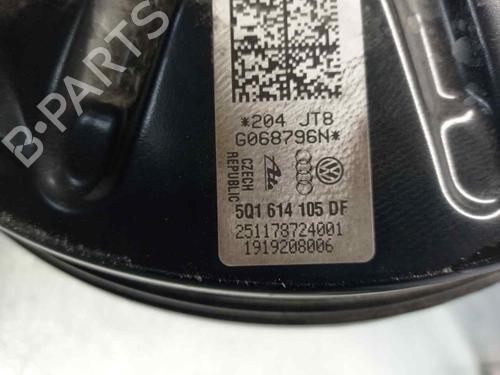 *204 JT8
G068796N*
CZECH
REPUBLIC
5Q1 614 105 DF
251178724001
1919208006
B-PARTS